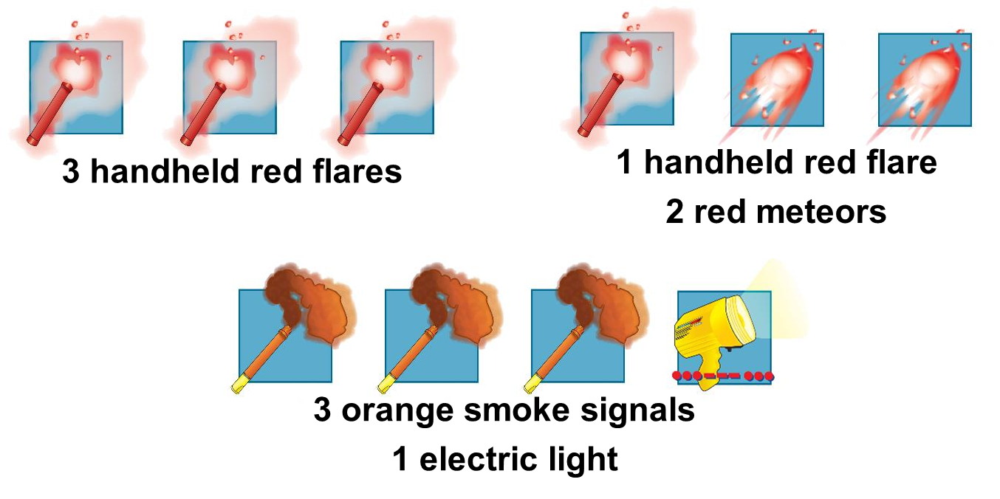 3 handheld red flares
1 handheld red flare
2 red meteors
3 orange smoke signals
1 electric light